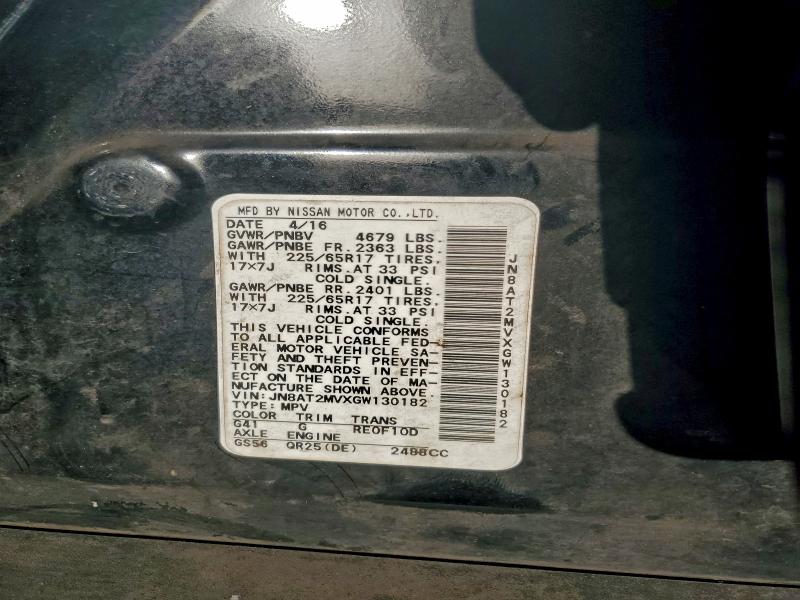 MFD BY NISSAN MOTOR CO.,LTD.
DATE 4/16
GVWR/PNBV 4679 LBS.
GAWR/PNBE FR. 2363 LBS.
WITH 225/65R17 TIRES.
17×7J RIMS.AT 33 PSI
COLD SINGLE.
GAWR/PNBE RR. 2401 LBS.
WITH 225/65R17 TIRES.
17×7J RIMS.AT 33 PSI
COLD SINGLE.
THIS VEHICLE CONFORMS
TO ALL APPLICABLE FED-
ERAL MOTOR VEHICLE SA-
FETY AND THEFT PREVEN-
TION STANDARDS IN EFF-
ECT ON THE DATE OF MA-
NUFACTURE SHOWN ABOVE.
VIN: JN8AT2MVXGW130182
TYPE: MPV
COLOR TRIM TRANS
G41 G RE0F10D
AXLE ENGINE
GS56 QR25(DE) 2488CC
JN8AT2MVXGW130182